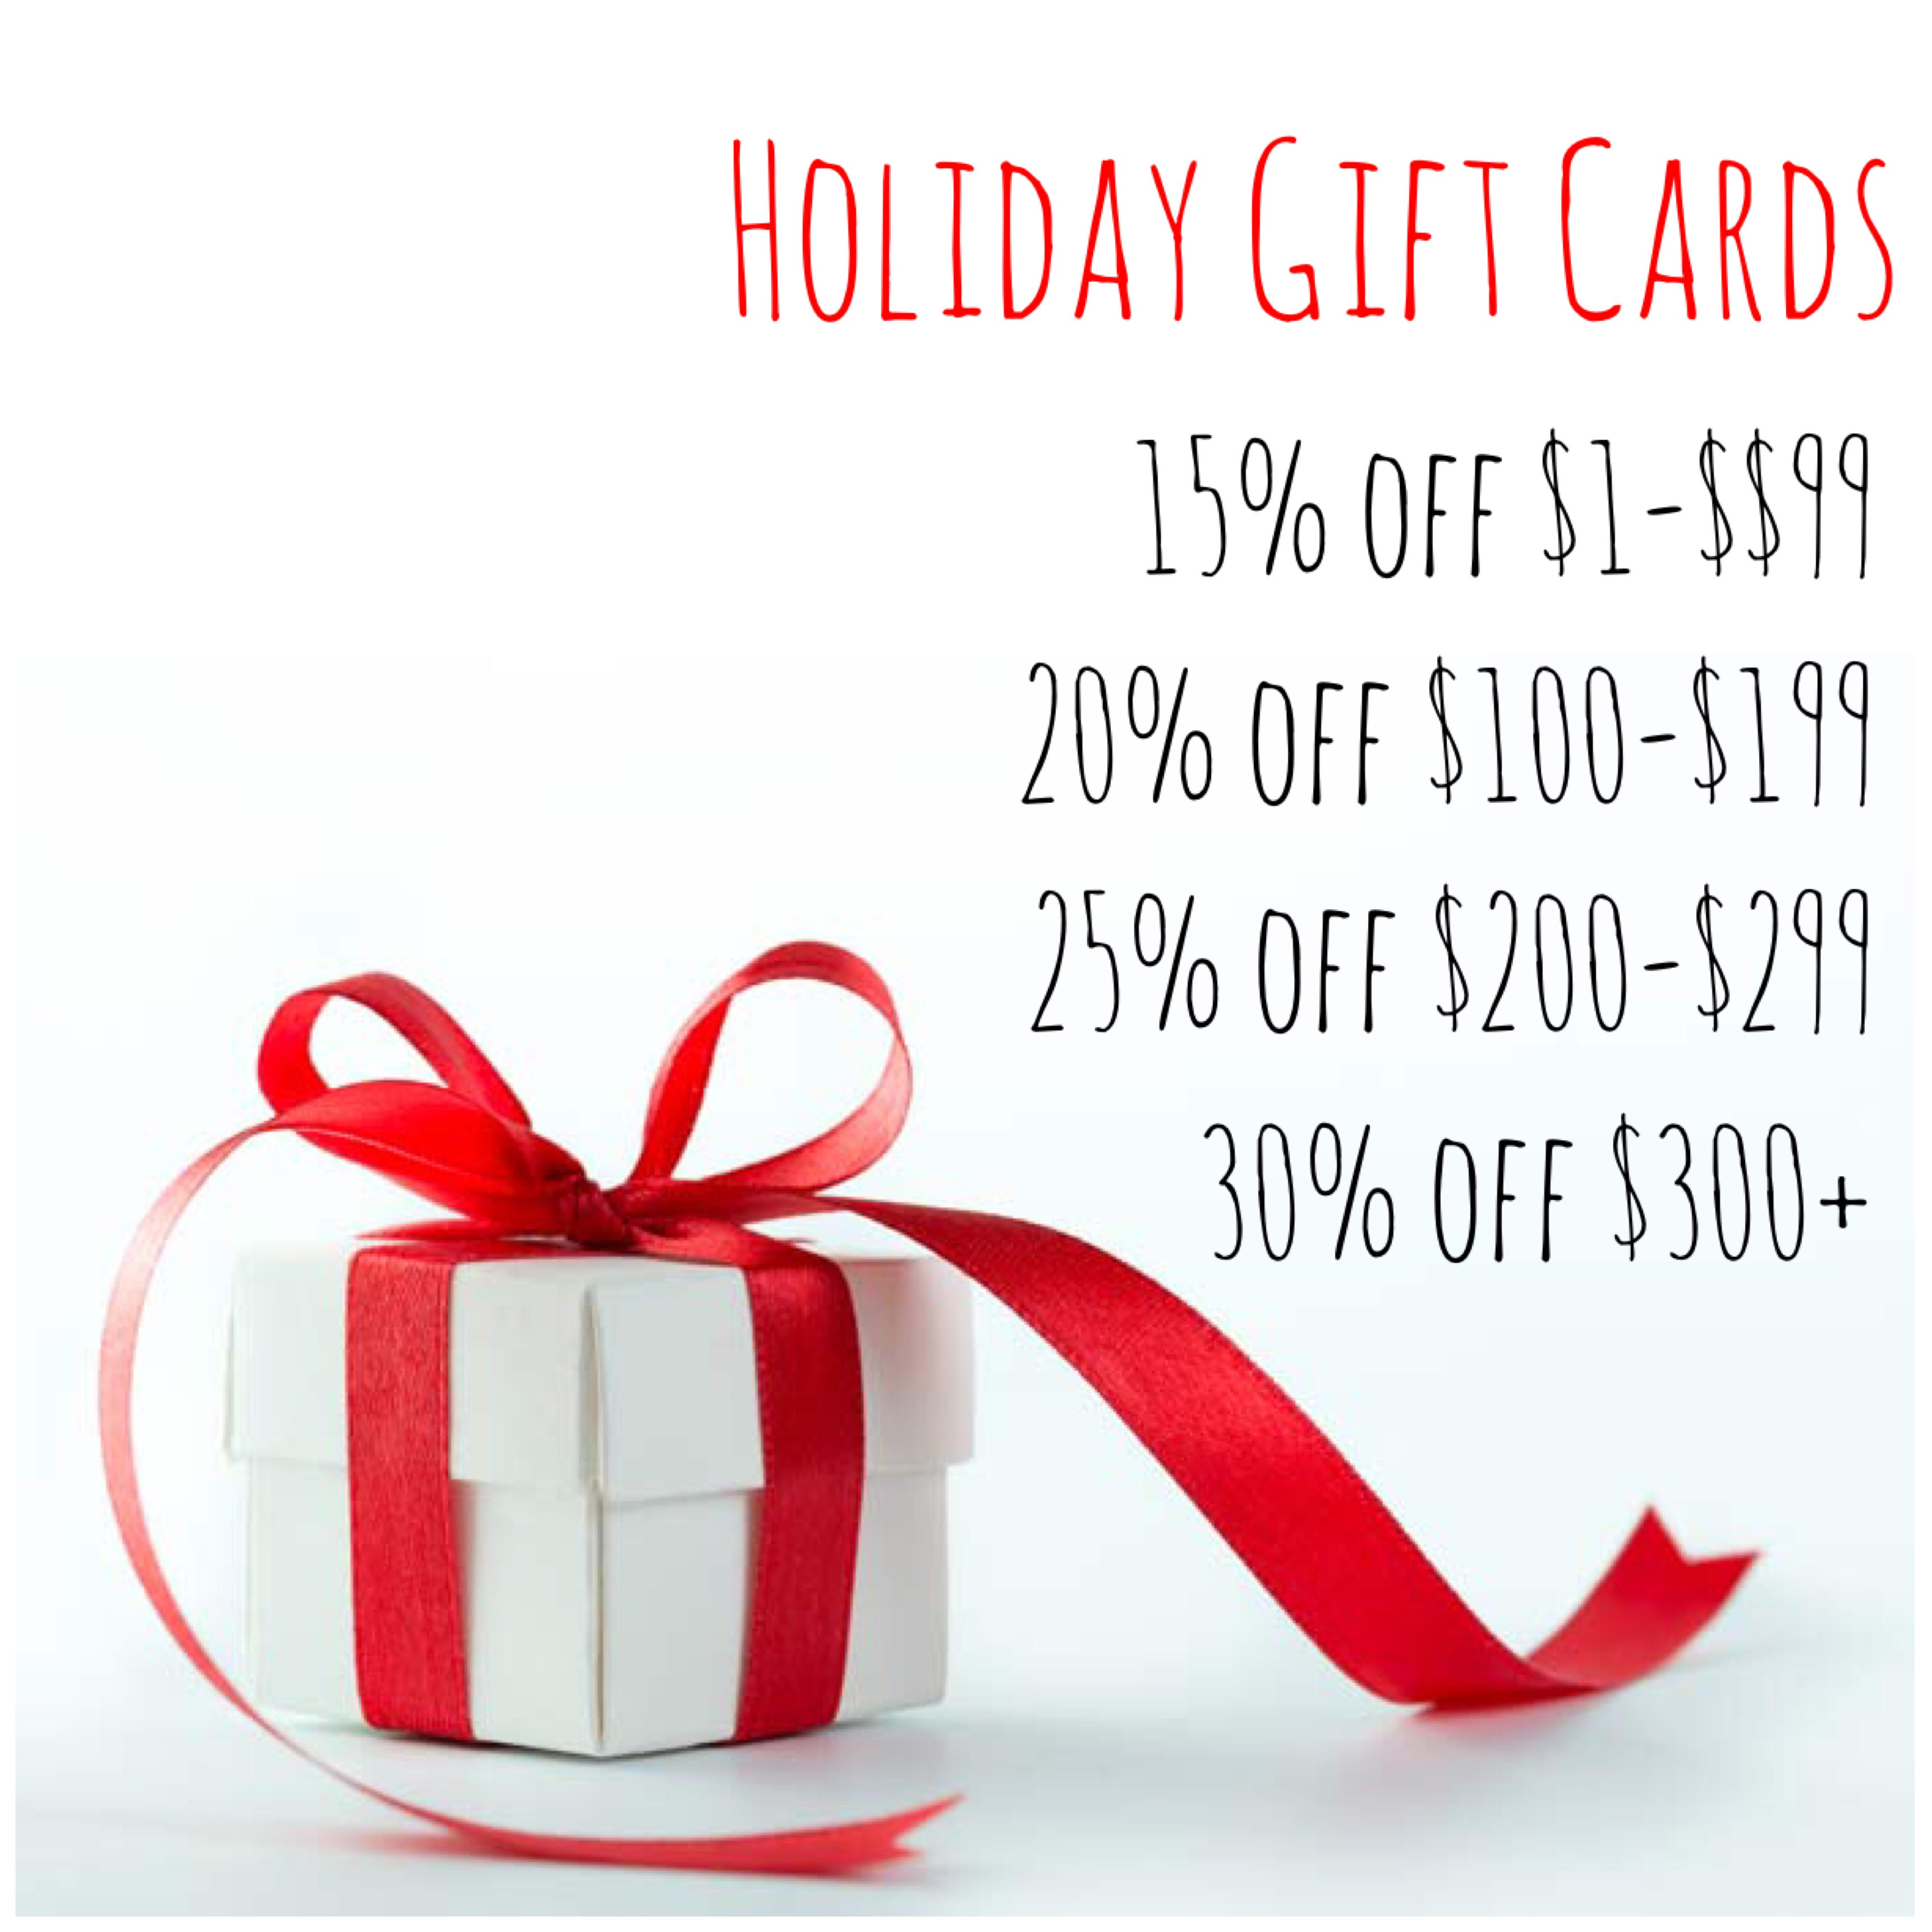 Holiday Gift Cards
15% off $1-$$99
20% off $100-$199
25% off $200-$299
30% off $300+